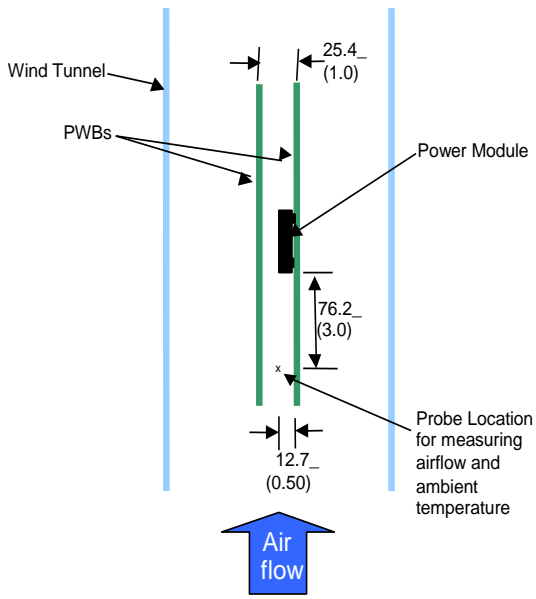 25.4_
(1.0)
Wind Tunnel
PWBs
Power Module
76.2_
(3.0)
x
Probe Location
for measuring
airflow and
ambient
temperature
12.7_
(0.50)
Air
flow